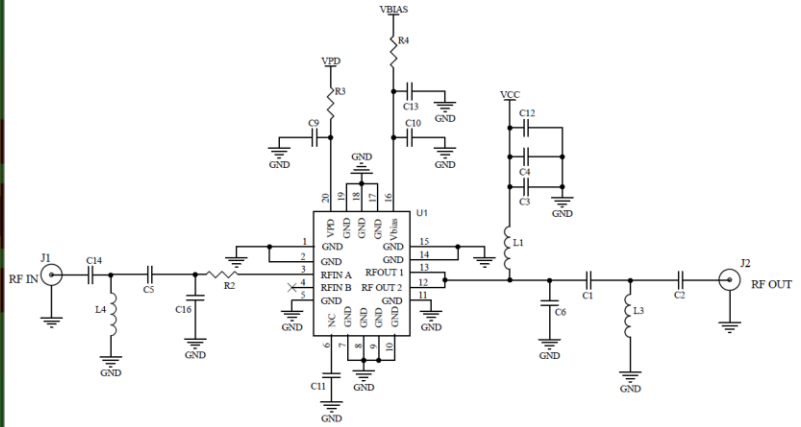 VBIAS
R4
VPD
R3
C13
GND
VCC
C12
C9
C10
GND
GND
GND
C4
C3
GND
20
19
18
17
16
U1
VPD
GND
GND
GND
Vbias
1
GND
GND
15
2
GND
GND
14
3
RFIN A
RFOUT 1
13
4
RFIN B
RF OUT 2
12
5
GND
GND
11
NC
GND
GND
GND
GND
6
7
8
9
10
L1
J1
RF IN
C14
C5
R2
L4
C16
GND
GND
GND
GND
C11
GND
GND
C6
C1
L3
C2
J2
RF OUT
GND
GND